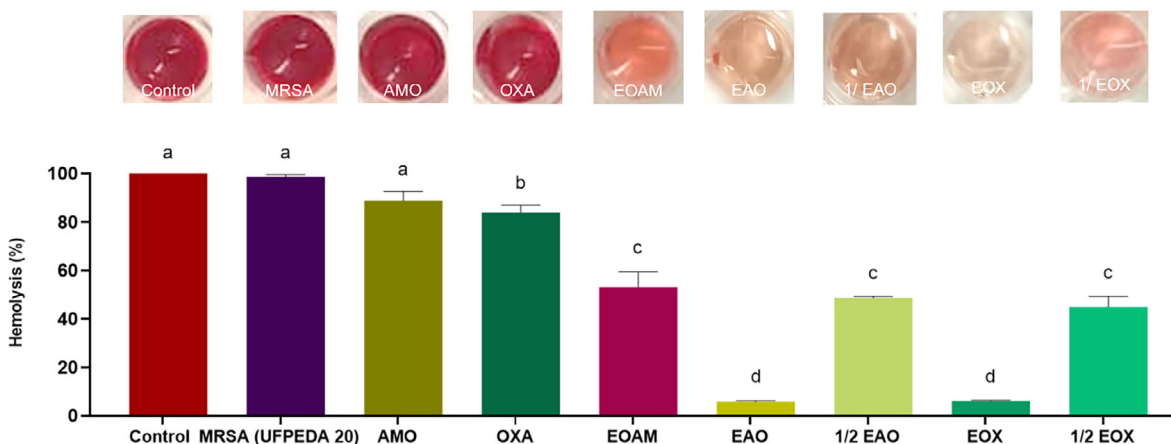 Control MRSA AMO OXA EOAM EAO 1/ EAO EOX 1/ EOX
a a a b c d c d c
100
80
60
40
20
0
Hemolysis (%)
Control MRSA (UFPEDA 20) AMO OXA EOAM EAO 1/2 EAO EOX 1/2 EOX